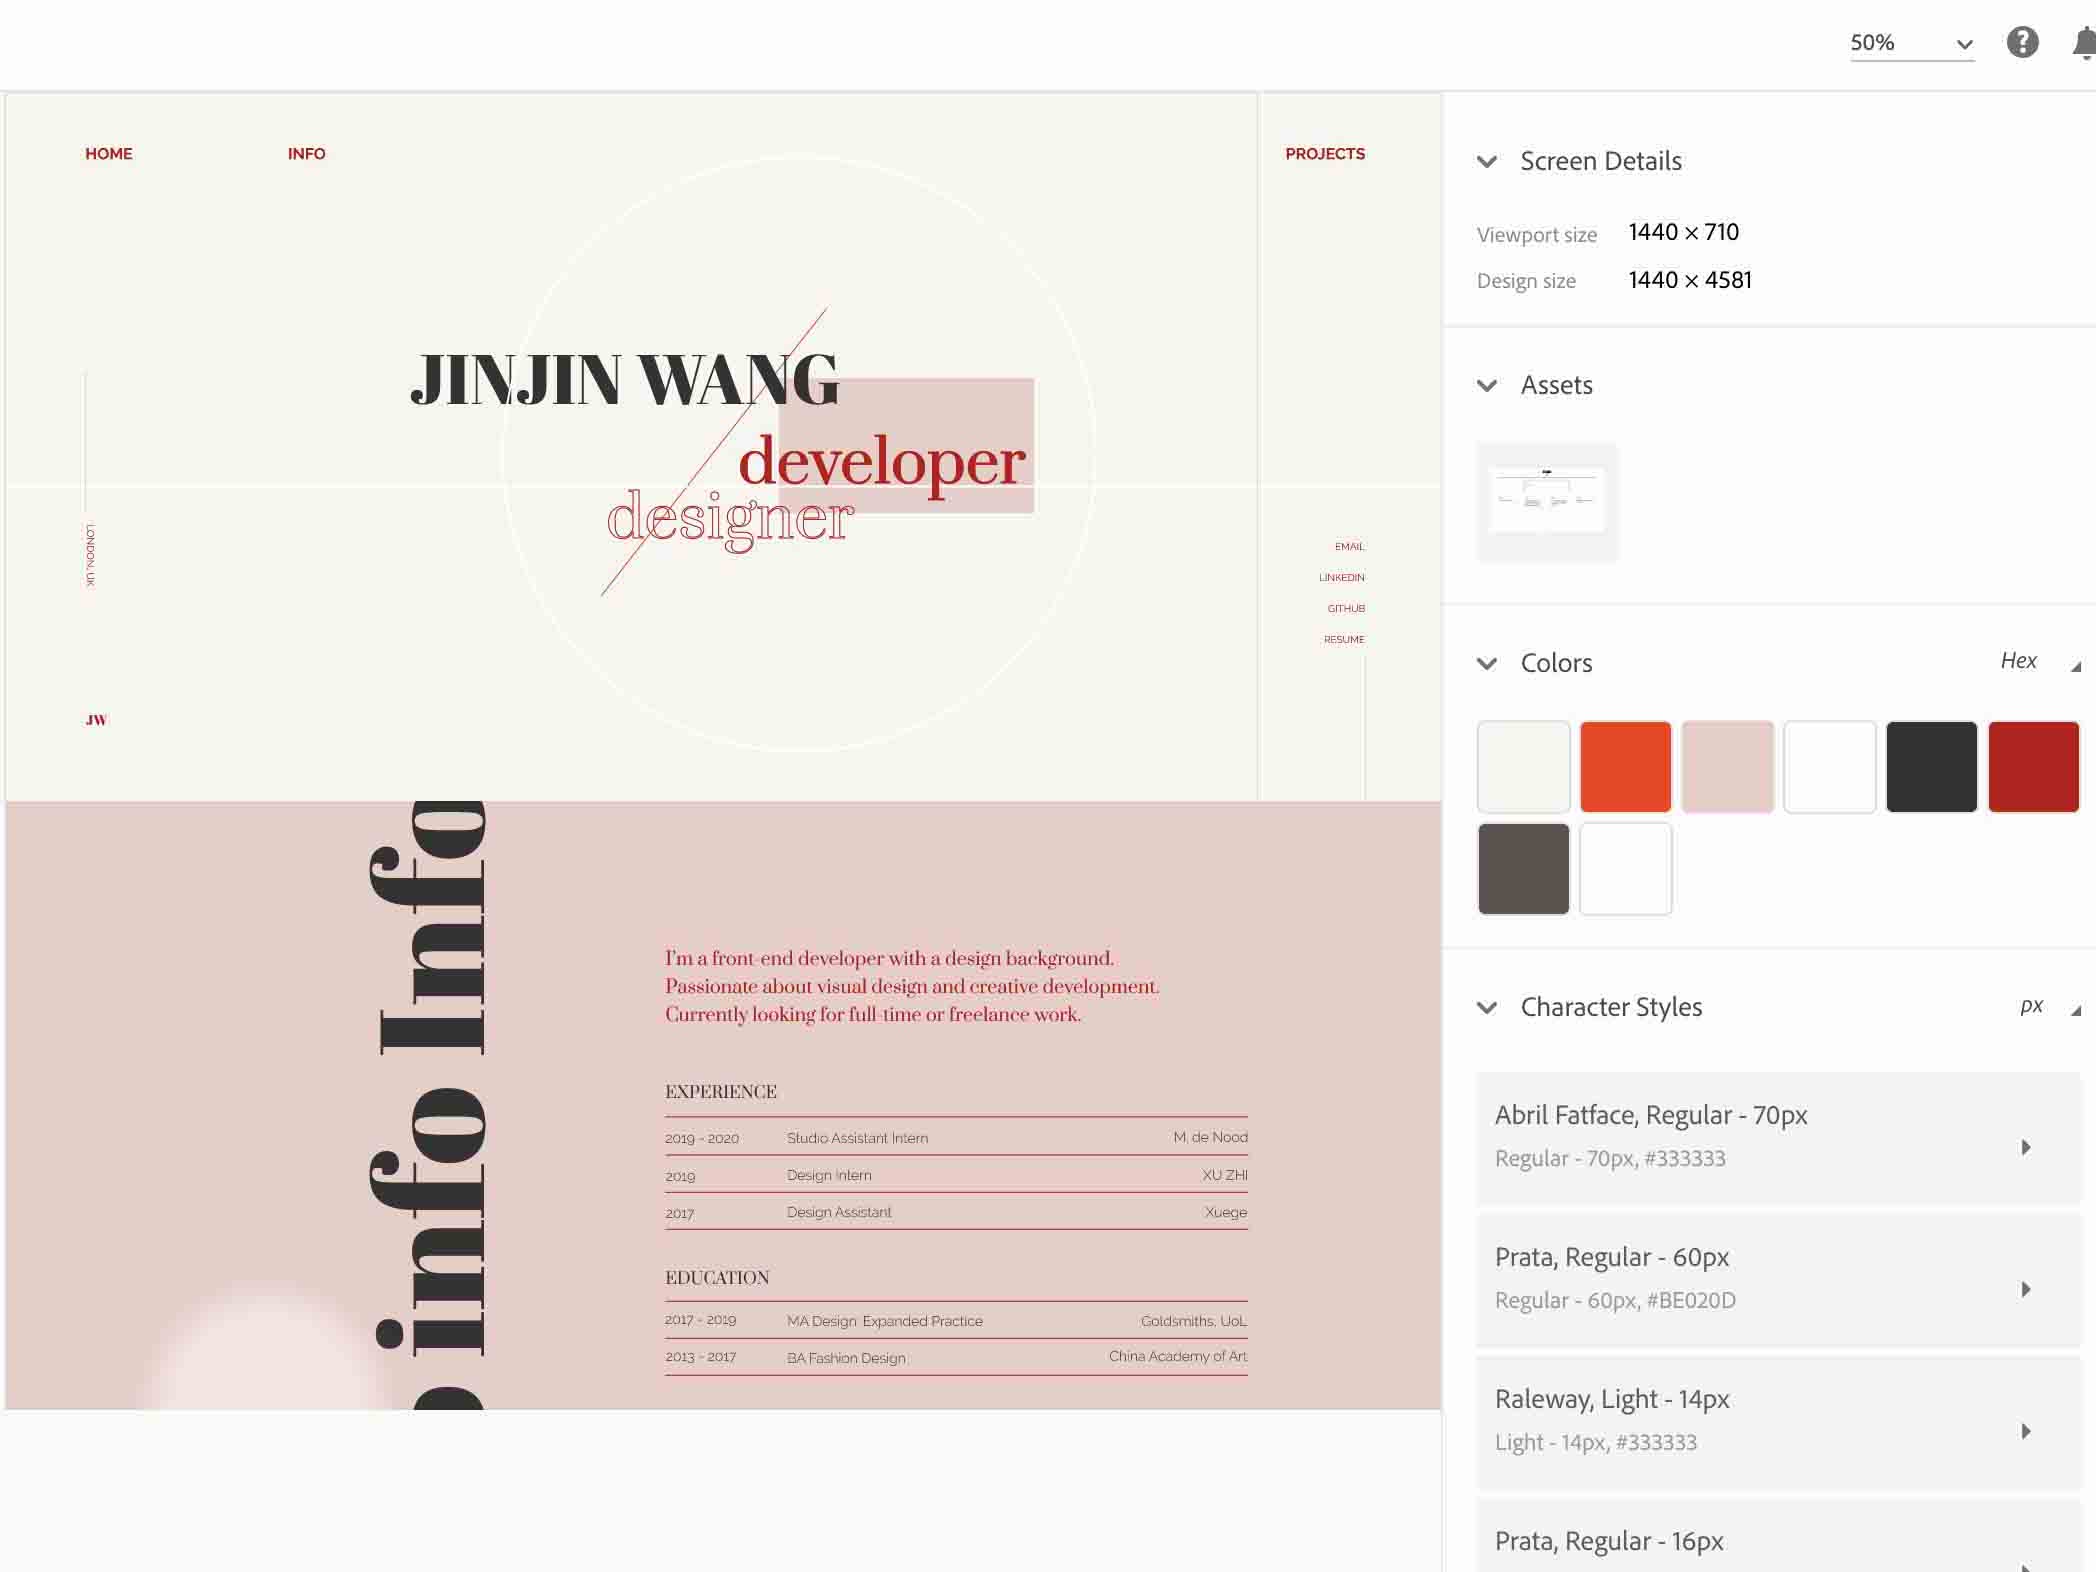 50%
HOME
INFO
PROJECTS
JINJIN WANG
developer
designer
LONDON, UK
EMAIL
LINKEDIN
GITHUB
RESUME
JW
info Info
I'm a front-end developer with a design background.
Passionate about visual design and creative development.
Currently looking for full-time or freelance work.
EXPERIENCE
2019 - 2020 Studio Assistant Intern M. de Nood
2019 Design Intern XU ZHI
2017 Design Assistant Xuege
EDUCATION
2017 - 2019 MA Design Expanded Practice Goldsmiths, UoL
2013 - 2017 BA Fashion Design China Academy of Art
Screen Details
Viewport size 1440 × 710
Design size 1440 × 4581
Assets
Colors Hex
Character Styles px
Abril Fatface, Regular - 70px
Regular - 70px, #333333
Prata, Regular - 60px
Regular - 60px, #BE020D
Raleway, Light - 14px
Light - 14px, #333333
Prata, Regular - 16px